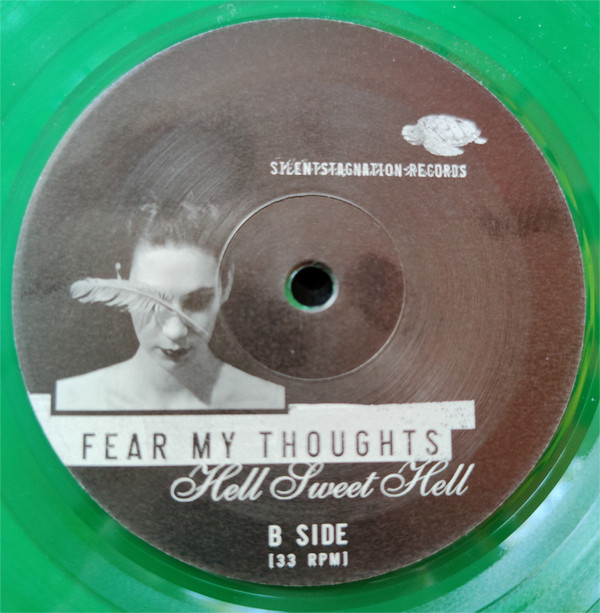 SILENTSTAGNATION RECORDS
FEAR MY THOUGHTS
Hell Sweet Hell
B SIDE
[33 RPM]